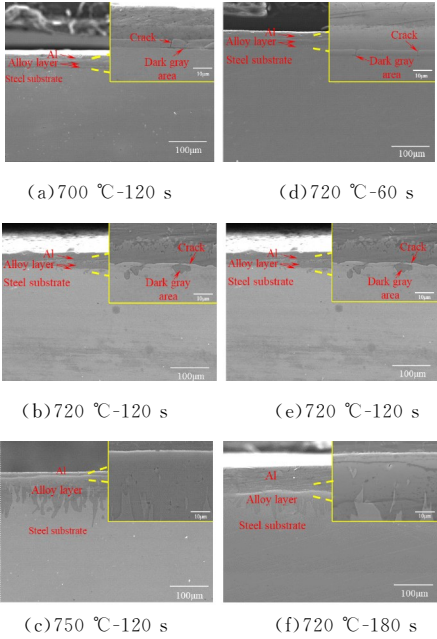 Crack
Al
Alloy layer
Dark gray
area
Steel substrate
10μm
100μm
(a)700 ℃-120 s
Al
Crack
Alloy layer
Steel substrate
Dark gray
area
10μm
100μm
(d)720 ℃-60 s
Crack
Al
Alloy layer
Steel substrate
Dark gray
area
10μm
100μm
(b)720 ℃-120 s
Crack
Al
Alloy layer
Steel substrate
Dark gray
area
10μm
100μm
(e)720 ℃-120 s
Al
Alloy layer
Steel substrate
10μm
100μm
(c)750 ℃-120 s
Al
Alloy layer
Steel substrate
10μm
100μm
(f)720 ℃-180 s